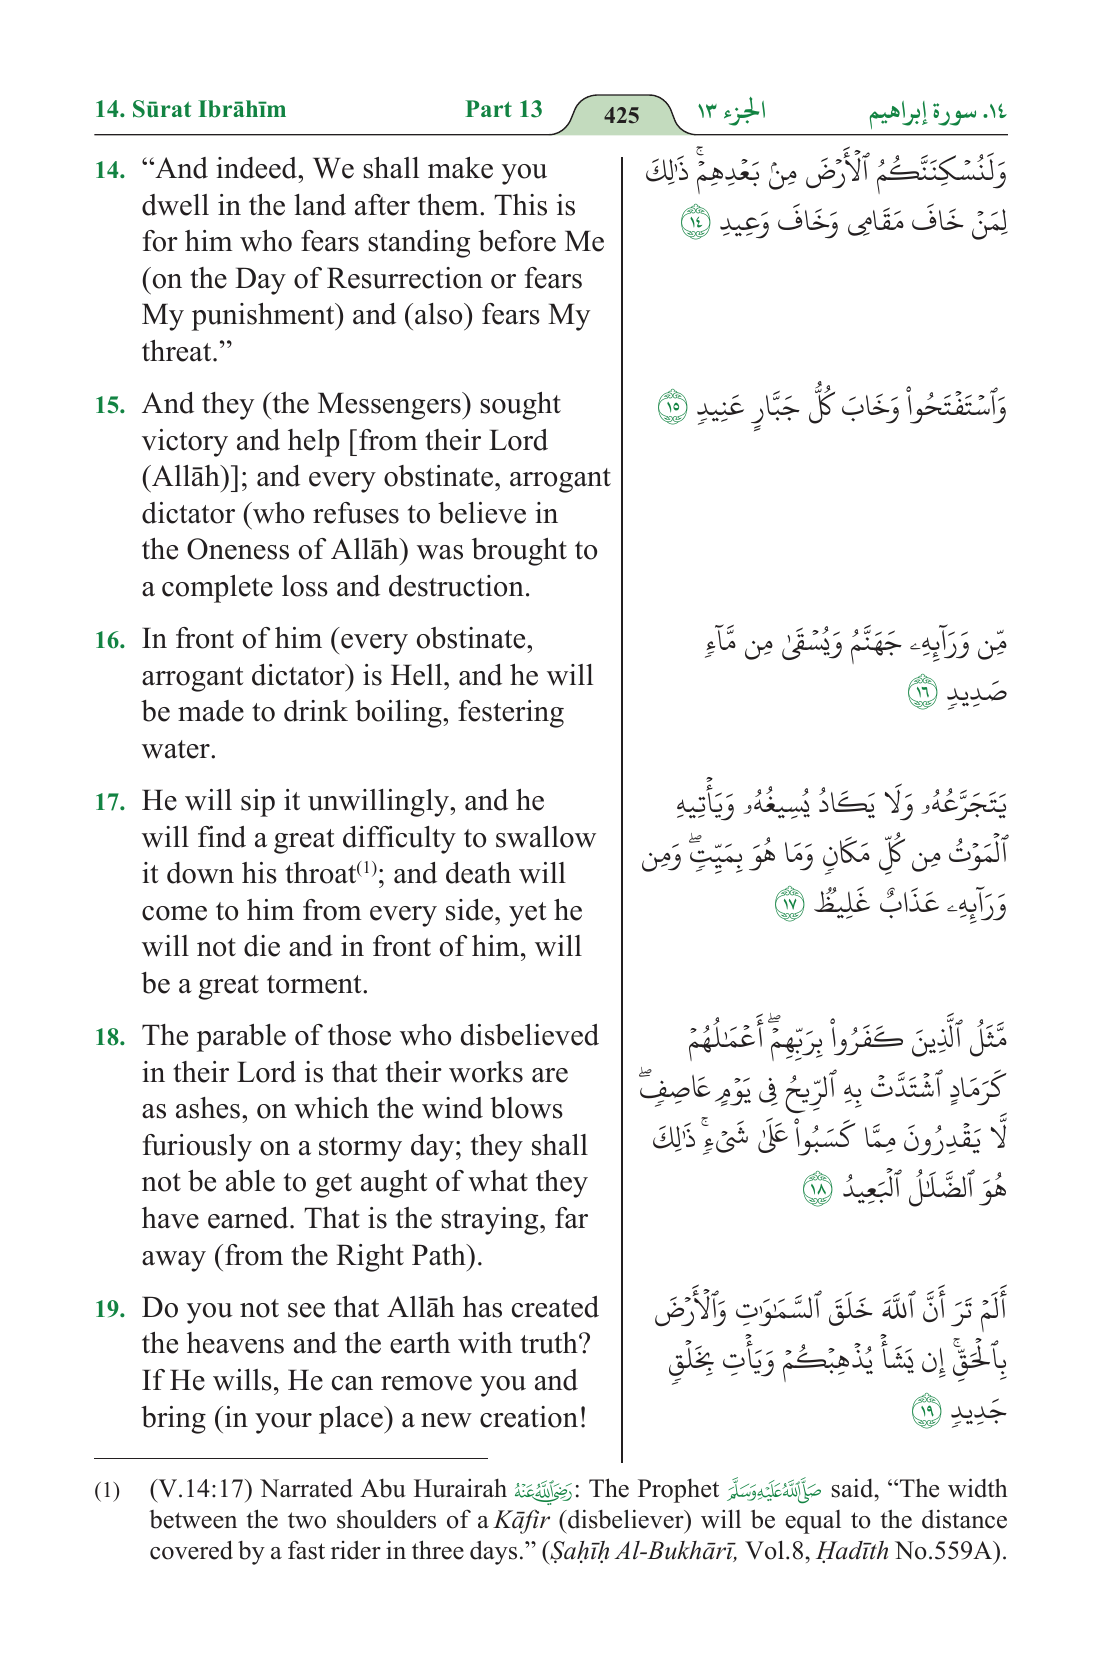 14. Sūrat Ibrāhīm Part 13 425 الجزء ١٣ ١٤. سورة إبراهيم
14. “And indeed, We shall make you
dwell in the land after them. This is
for him who fears standing before Me
(on the Day of Resurrection or fears
My punishment) and (also) fears My
threat.”
وَلَنُسْكِنَنَّكُمُ ٱلْأَرْضَ مِنۢ بَعْدِهِمْ ۚ ذَٰلِكَ
لِمَنْ خَافَ مَقَامِى وَخَافَ وَعِيدِ ١٤
15. And they (the Messengers) sought
victory and help [from their Lord
(Allāh)]; and every obstinate, arrogant
dictator (who refuses to believe in
the Oneness of Allāh) was brought to
a complete loss and destruction.
وَٱسْتَفْتَحُوا۟ وَخَابَ كُلُّ جَبَّارٍ عَنِيدٍ ١٥
16. In front of him (every obstinate,
arrogant dictator) is Hell, and he will
be made to drink boiling, festering
water.
مِّن وَرَآئِهِۦ جَهَنَّمُ وَيُسْقَىٰ مِن مَّآءٍ
صَدِيدٍ ١٦
17. He will sip it unwillingly, and he
will find a great difficulty to swallow
it down his throat(1); and death will
come to him from every side, yet he
will not die and in front of him, will
be a great torment.
يَتَجَرَّعُهُۥ وَلَا يَكَادُ يُسِيغُهُۥ وَيَأْتِيهِ
ٱلْمَوْتُ مِن كُلِّ مَكَانٍ وَمَا هُوَ بِمَيِّتٍ ۖ وَمِن
وَرَآئِهِۦ عَذَابٌ غَلِيظٌ ١٧
18. The parable of those who disbelieved
in their Lord is that their works are
as ashes, on which the wind blows
furiously on a stormy day; they shall
not be able to get aught of what they
have earned. That is the straying, far
away (from the Right Path).
مَّثَلُ ٱلَّذِينَ كَفَرُوا۟ بِرَبِّهِمْ ۖ أَعْمَـٰلُهُمْ
كَرَمَادٍ ٱشْتَدَّتْ بِهِ ٱلرِّيحُ فِى يَوْمٍ عَاصِفٍ ۖ
لَّا يَقْدِرُونَ مِمَّا كَسَبُوا۟ عَلَىٰ شَىْءٍ ۚ ذَٰلِكَ
هُوَ ٱلضَّلَـٰلُ ٱلْبَعِيدُ ١٨
19. Do you not see that Allāh has created
the heavens and the earth with truth?
If He wills, He can remove you and
bring (in your place) a new creation!
أَلَمْ تَرَ أَنَّ ٱللَّهَ خَلَقَ ٱلسَّمَـٰوَٰتِ وَٱلْأَرْضَ
بِٱلْحَقِّ ۚ إِن يَشَأْ يُذْهِبْكُمْ وَيَأْتِ بِخَلْقٍ
جَدِيدٍ ١٩
(1) (V.14:17) Narrated Abu Hurairah رَضِيَ اللَّهُ عَنْهُ: The Prophet صَلَّى اللَّهُ عَلَيْهِ وَسَلَّمَ said, “The width
between the two shoulders of a Kāfir (disbeliever) will be equal to the distance
covered by a fast rider in three days.” (Ṣaḥīḥ Al-Bukhārī, Vol.8, Ḥadīth No.559A).